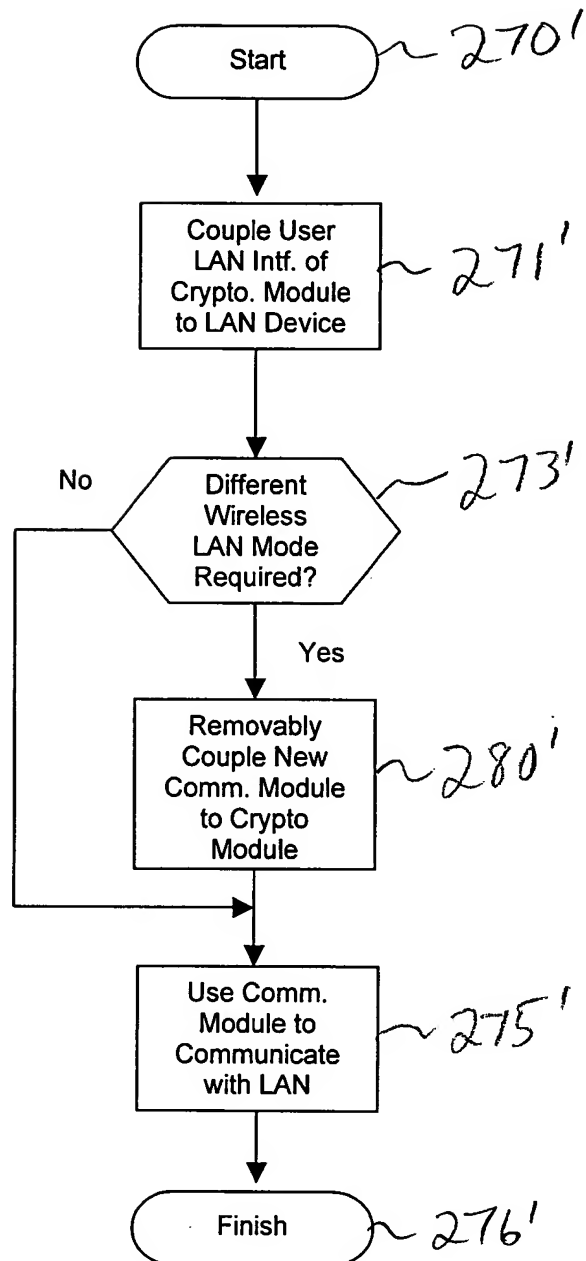 Start
270'
Couple User
LAN Intf. of
Crypto. Module
to LAN Device
271'
No
Different
Wireless
LAN Mode
Required?
273'
Yes
Removably
Couple New
Comm. Module
to Crypto
Module
280'
Use Comm.
Module to
Communicate
with LAN
275'
Finish
276'